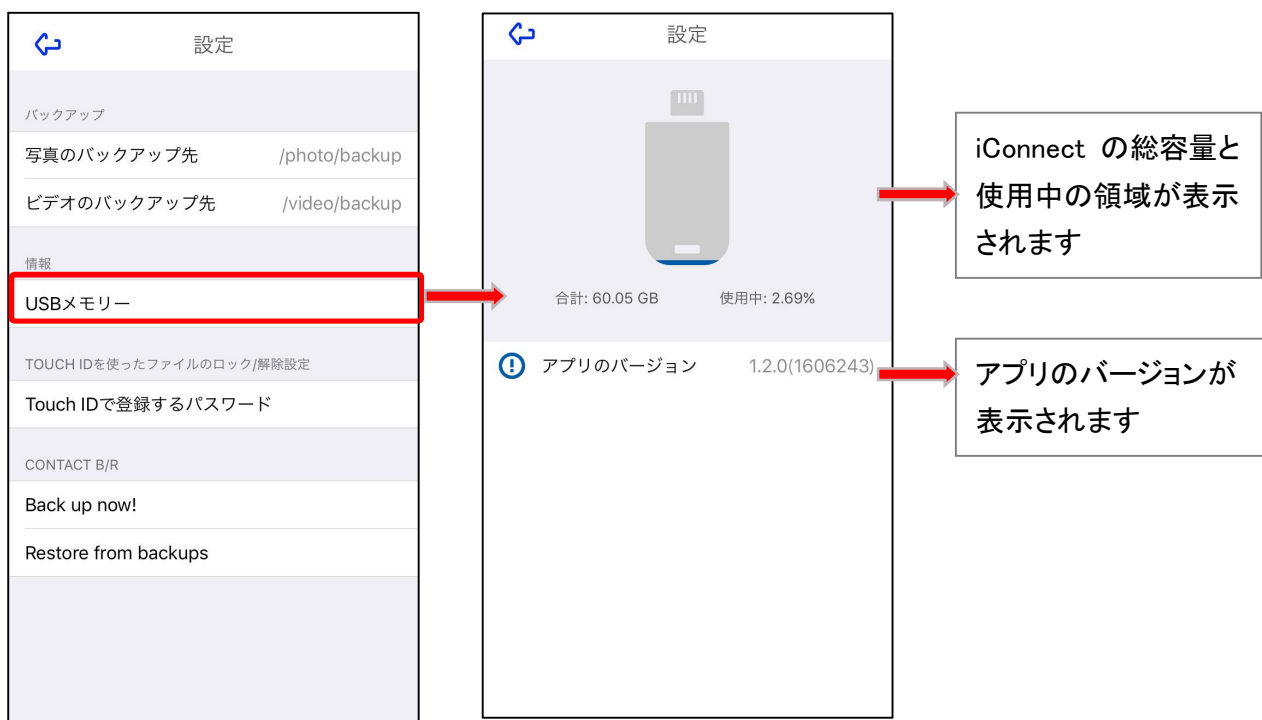 設定
バックアップ
写真のバックアップ先 /photo/backup
ビデオのバックアップ先 /video/backup
情報
USBメモリー
TOUCH IDを使ったファイルのロック/解除設定
Touch IDで登録するパスワード
CONTACT B/R
Back up now!
Restore from backups
設定
合計: 60.05 GB 使用中: 2.69%
アプリのバージョン 1.2.0(1606243)
iConnect の総容量と
使用中の領域が表示
されます
アプリのバージョンが
表示されます